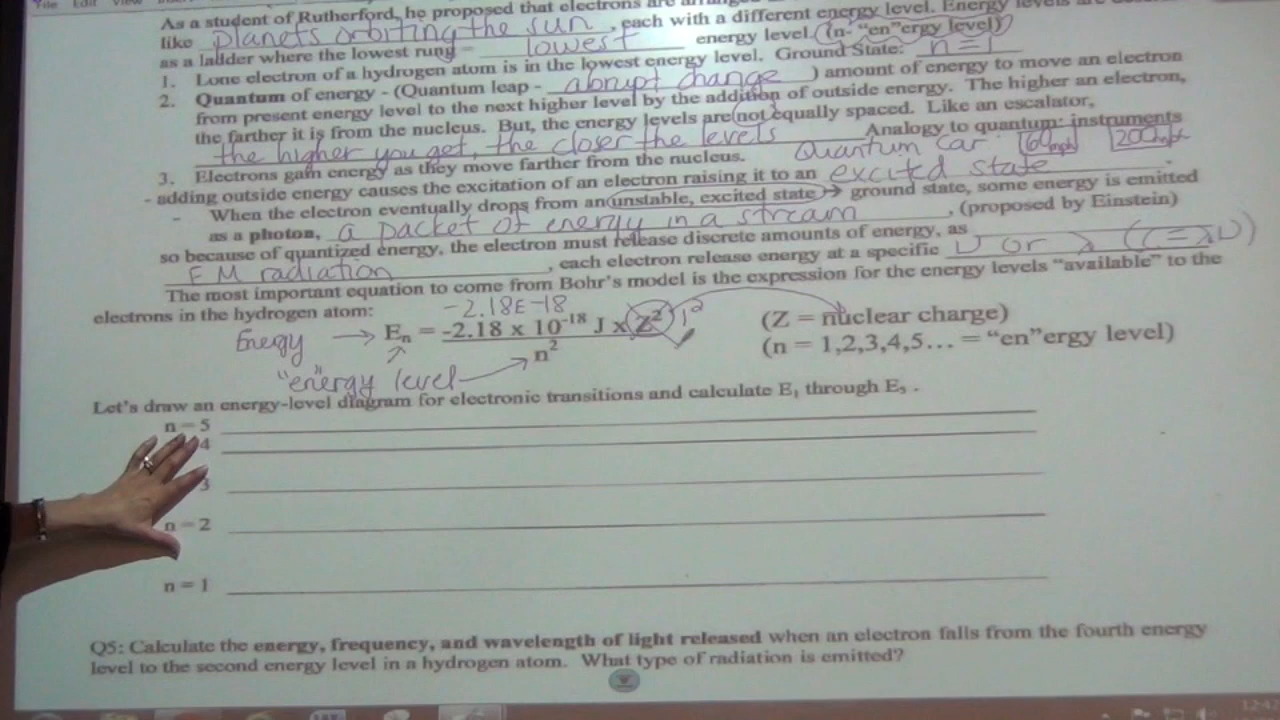 File Edit View
As a student of Rutherford, he proposed that electrons are arranged
like planets orbiting the sun, each with a different energy level. Energy levels are
as a ladder where the lowest rung = lowest energy level. (n- "en"ergy level)
1. Lone electron of a hydrogen atom is in the lowest energy level. Ground State: n=1
2. Quantum of energy - (Quantum leap - abrupt change) amount of energy to move an electron
from present energy level to the next higher level by the addition of outside energy. The higher an electron,
the farther it is from the nucleus. But, the energy levels are not equally spaced. Like an escalator,
the higher you get, the closer the levels Analogy to quantum: instruments
Quantum Car 60mph 200mph
3. Electrons gain energy as they move farther from the nucleus.
- adding outside energy causes the excitation of an electron raising it to an excited state.
- When the electron eventually drops from an unstable, excited state → ground state, some energy is emitted
as a photon, a packet of energy in a stream, (proposed by Einstein)
so because of quantized energy, the electron must release discrete amounts of energy, as
EM radiation, each electron release energy at a specific ν or λ (C=λν)
The most important equation to come from Bohr's model is the expression for the energy levels "available" to the
electrons in the hydrogen atom:
-2.18E-18
Energy → En = -2.18 x 10^-18 J x Z² 1² (Z = nuclear charge)
n² (n = 1,2,3,4,5… = "en"ergy level)
"en"ergy level
Let's draw an energy-level diagram for electronic transitions and calculate E1 through E5 .
n = 5
4
3
n = 2
n = 1
Q5: Calculate the energy, frequency, and wavelength of light released when an electron falls from the fourth energy
level to the second energy level in a hydrogen atom. What type of radiation is emitted?